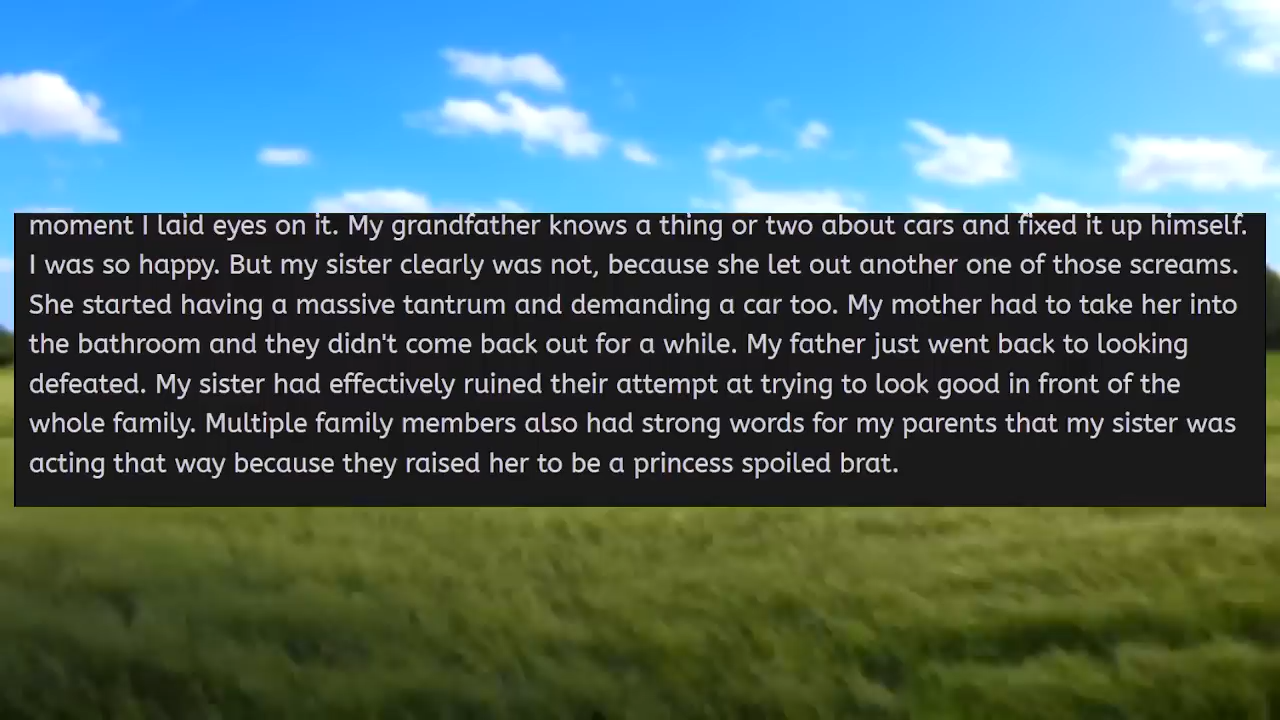 moment I laid eyes on it. My grandfather knows a thing or two about cars and fixed it up himself.
I was so happy. But my sister clearly was not, because she let out another one of those screams.
She started having a massive tantrum and demanding a car too. My mother had to take her into
the bathroom and they didn't come back out for a while. My father just went back to looking
defeated. My sister had effectively ruined their attempt at trying to look good in front of the
whole family. Multiple family members also had strong words for my parents that my sister was
acting that way because they raised her to be a princess spoiled brat.